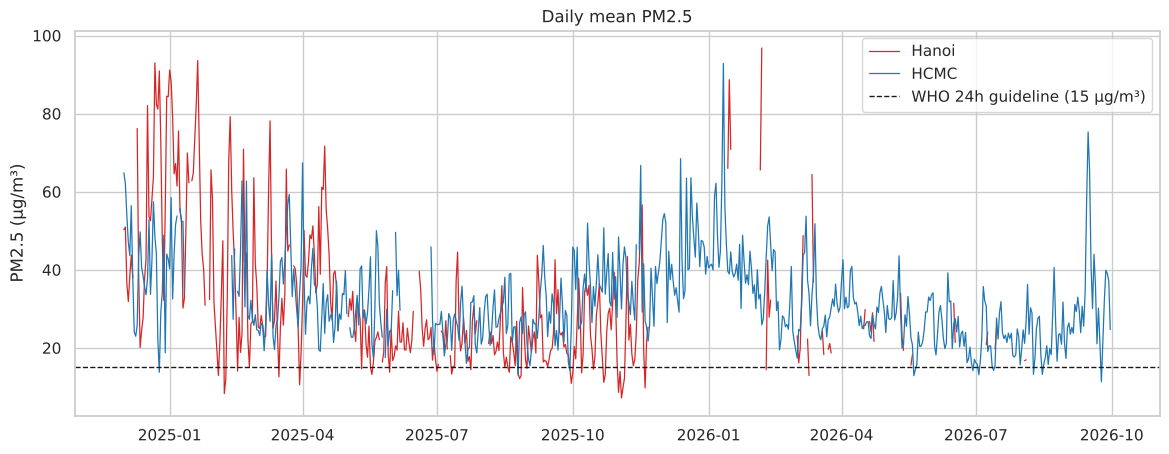 Daily mean PM2.5
PM2.5 (µg/m³)
100
80
60
40
20
Hanoi
HCMC
WHO 24h guideline (15 µg/m³)
2025-01
2025-04
2025-07
2025-10
2026-01
2026-04
2026-07
2026-10